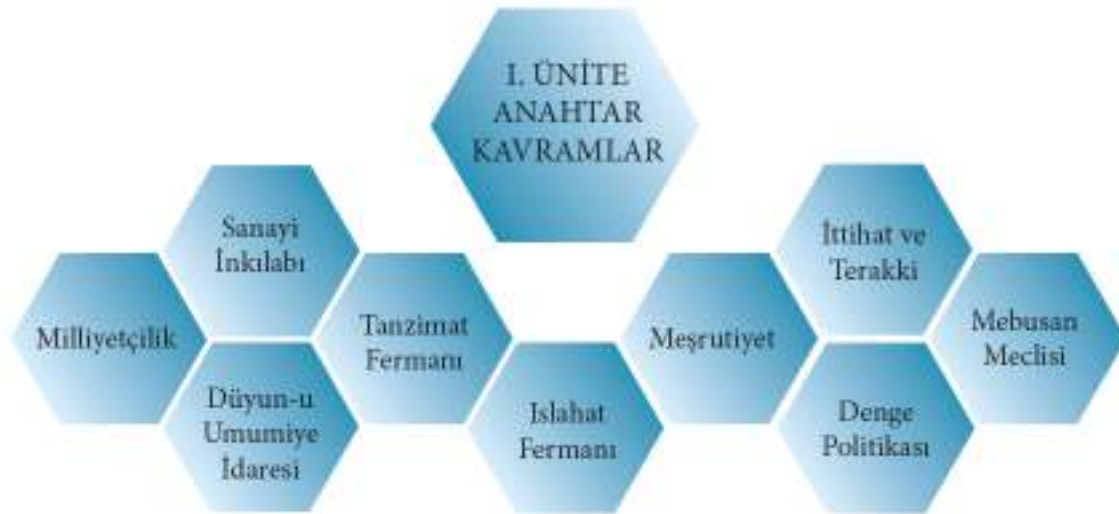 I. ÜNİTE
ANAHTAR
KAVRAMLAR
Sanayi
İnkılabı
İttihat ve
Terakki
Milliyetçilik
Tanzimat
Fermanı
Meşrutiyet
Mebusan
Meclisi
Düyun-u
Umumiye
İdaresi
Islahat
Fermanı
Denge
Politikası